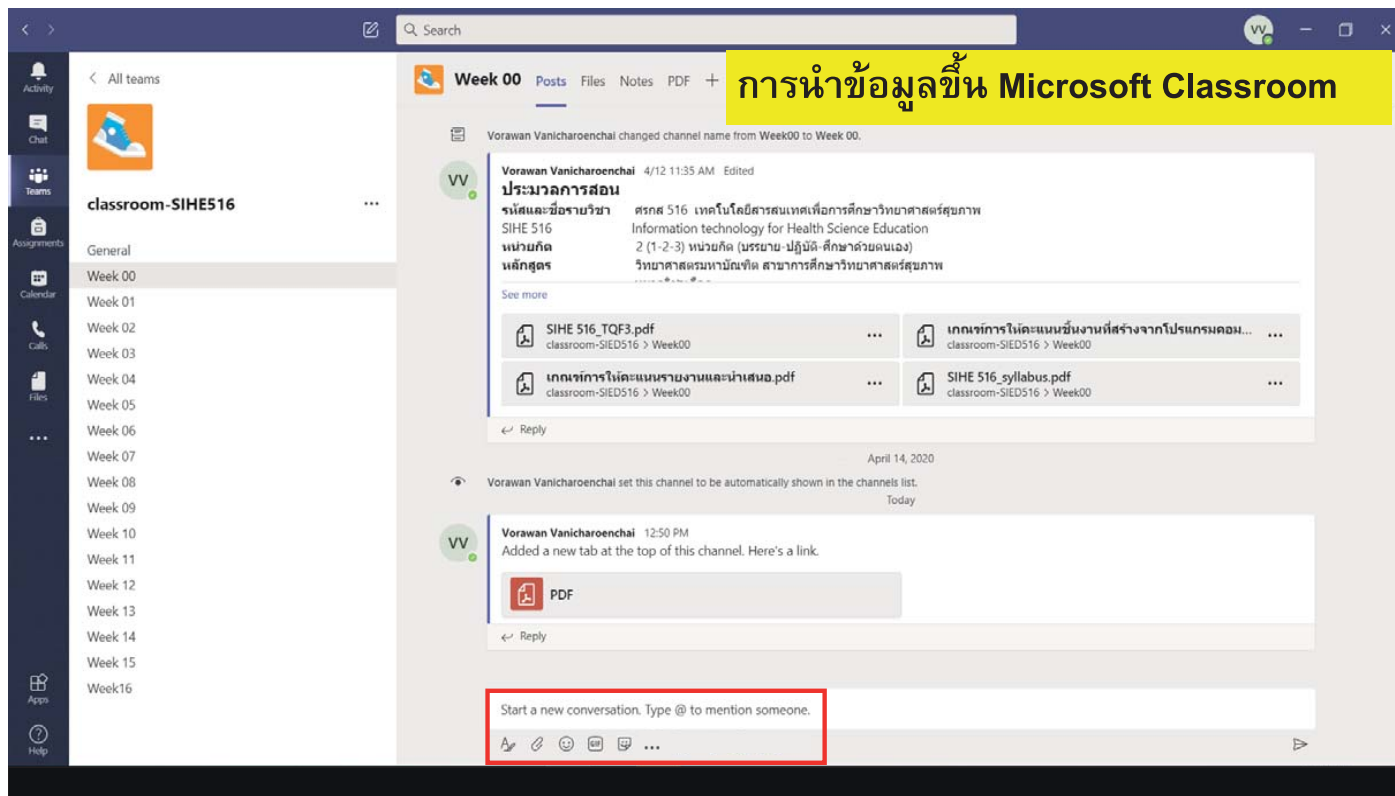 Search
VV
การนำข้อมูลขึ้น Microsoft Classroom
Activity
Chat
Teams
Assignments
Calendar
Calls
Files
Apps
Help
All teams
classroom-SIHE516
General
Week 00
Week 01
Week 02
Week 03
Week 04
Week 05
Week 06
Week 07
Week 08
Week 09
Week 10
Week 11
Week 12
Week 13
Week 14
Week 15
Week16
Week 00 Posts Files Notes PDF +
Vorawan Vanicharoenchai changed channel name from Week00 to Week 00.
VV
Vorawan Vanicharoenchai 4/12 11:35 AM Edited
ประมวลการสอน
รหัสและชื่อรายวิชา ศรกส 516 เทคโนโลยีสารสนเทศเพื่อการศึกษาวิทยาศาสตร์สุขภาพ
SIHE 516 Information technology for Health Science Education
หน่วยกิต 2 (1-2-3) หน่วยกิต (บรรยาย-ปฏิบัติ-ศึกษาด้วยตนเอง)
หลักสูตร วิทยาศาสตรมหาบัณฑิต สาขาการศึกษาวิทยาศาสตร์สุขภาพ
See more
SIHE 516_TQF3.pdf
classroom-SIED516 > Week00
เกณฑ์การให้คะแนนชิ้นงานที่สร้างจากโปรแกรมคอม...
classroom-SIED516 > Week00
เกณฑ์การให้คะแนนรายงานและนำเสนอ.pdf
classroom-SIED516 > Week00
SIHE 516_syllabus.pdf
classroom-SIED516 > Week00
Reply
April 14, 2020
Vorawan Vanicharoenchai set this channel to be automatically shown in the channels list.
Today
VV
Vorawan Vanicharoenchai 12:50 PM
Added a new tab at the top of this channel. Here's a link.
PDF
Reply
Start a new conversation. Type @ to mention someone.
GIF